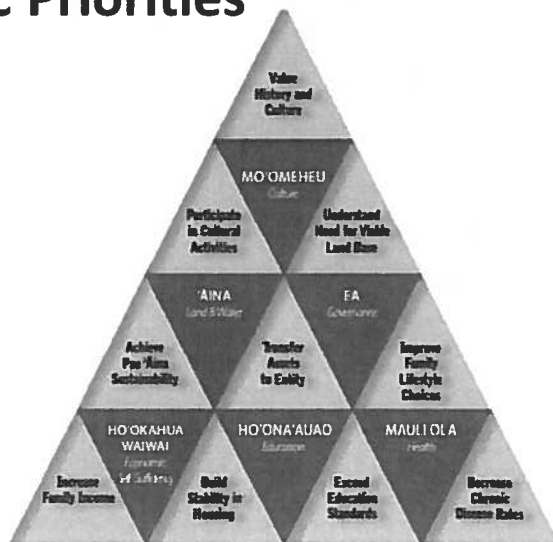 c Priorities
Value
History and
Culture
MO'OMEHEU
Culture
Participate
in Cultural
Activities
Understand
Need for Viable
Land Base
'ĀINA
Land & Water
EA
Governance
Achieve
Pae 'Āina
Sustainability
Transfer
Assets
to Entity
Improve
Family
Lifestyle
Choices
HO'OKAHUA
WAIWAI
Economic
Self-Sufficiency
HO'ONA'AUAO
Education
MAULI OLA
Health
Increase
Family Income
Build
Stability in
Housing
Exceed
Education
Standards
Decrease
Chronic
Disease Rates